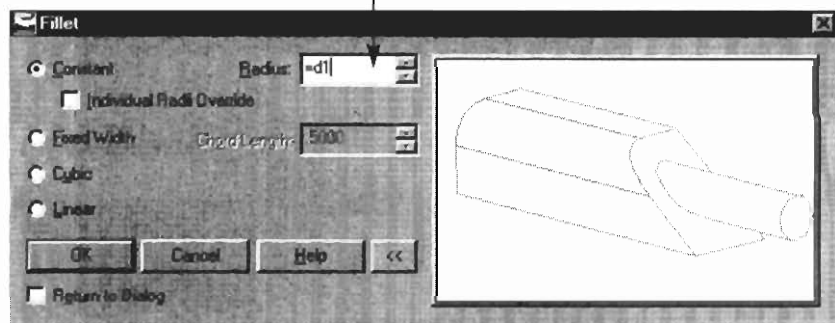 Fillet
Constant
Radius:
=d1
Individual Radii Override
Fixed Width
Chord Length:
.5000
Cubic
Linear
OK
Cancel
Help
<<
Return to Dialog